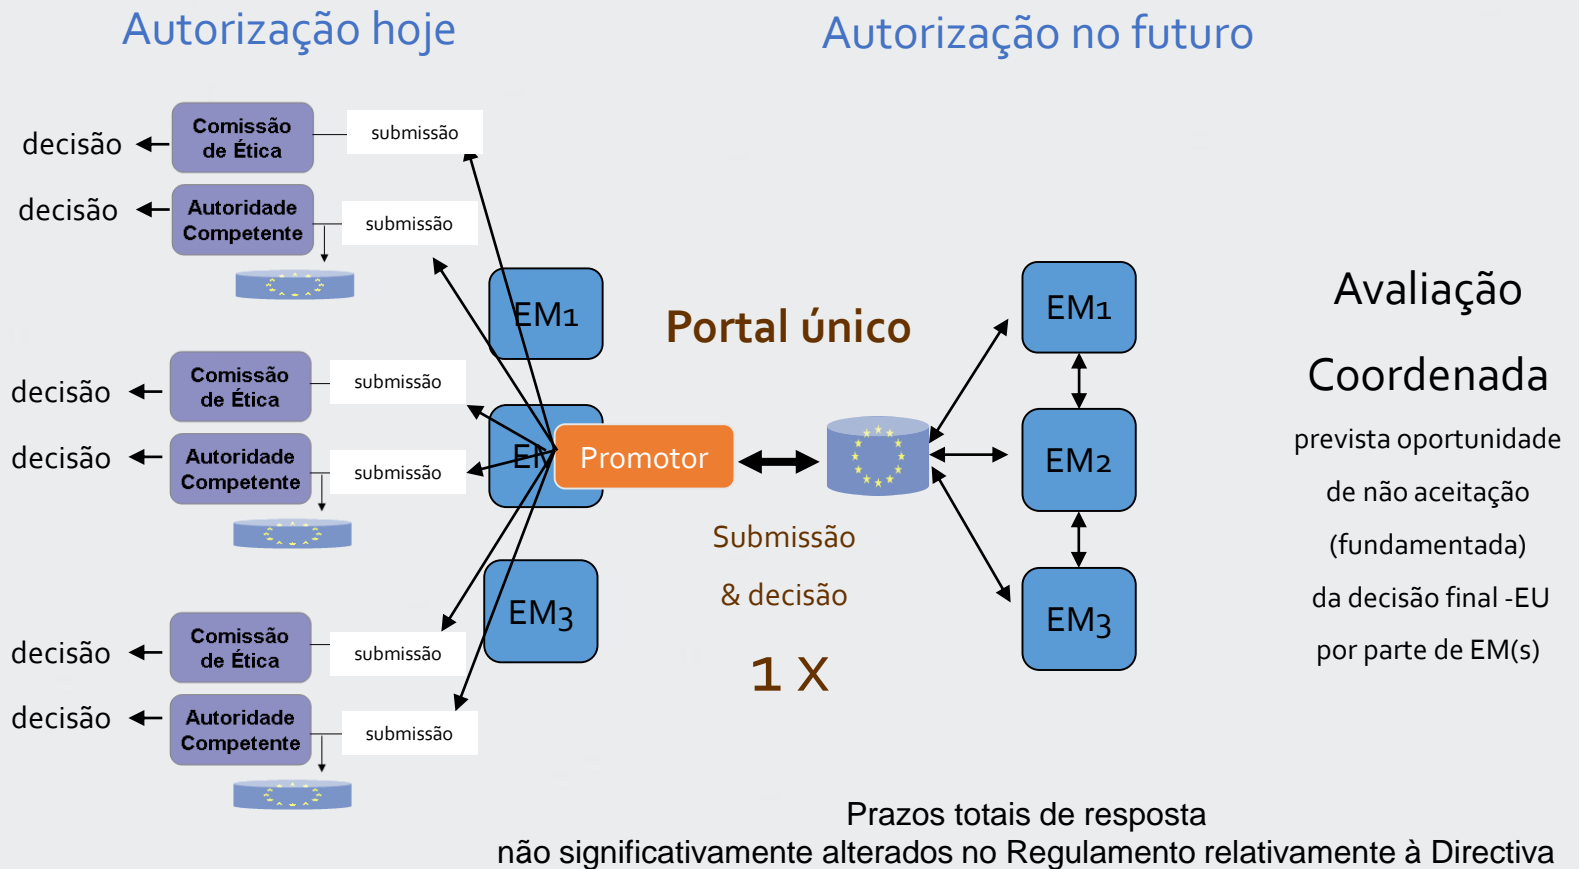 Autorização hoje
Autorização no futuro
decisão
Comissão
de Ética
submissão
decisão
Autoridade
Competente
submissão
EM1
decisão
Comissão
de Ética
submissão
decisão
Autoridade
Competente
submissão
EM3
decisão
Comissão
de Ética
submissão
decisão
Autoridade
Competente
submissão
Portal único
Promotor
Submissão
& decisão
1 X
EM1
EM2
EM3
Avaliação
Coordenada
prevista oportunidade
de não aceitação
(fundamentada)
da decisão final -EU
por parte de EM(s)
Prazos totais de resposta
não significativamente alterados no Regulamento relativamente à Directiva